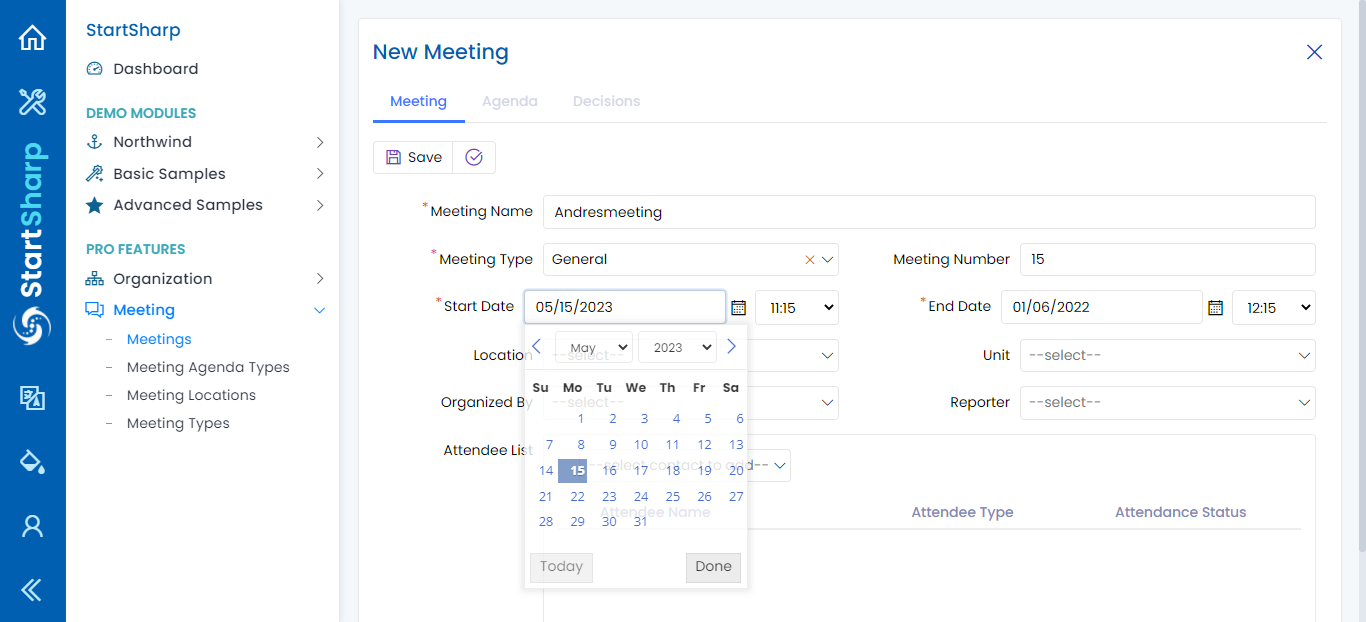 StartSharp
StartSharp
Dashboard
DEMO MODULES
Northwind
Basic Samples
Advanced Samples
PRO FEATURES
Organization
Meeting
Meetings
Meeting Agenda Types
Meeting Locations
Meeting Types
New Meeting
Meeting Agenda Decisions
Save
*Meeting Name Andresmeeting
*Meeting Type General Meeting Number 15
*Start Date 05/15/2023 11:15 *End Date 01/06/2022 12:15
Location --select-- Unit --select--
Organized By --select-- Reporter --select--
Attendee List --select contact to add--
Attendee Name Attendee Type Attendance Status
May 2023
Su Mo Tu We Th Fr Sa
1 2 3 4 5 6
7 8 9 10 11 12 13
14 15 16 17 18 19 20
21 22 23 24 25 26 27
28 29 30 31
Today Done